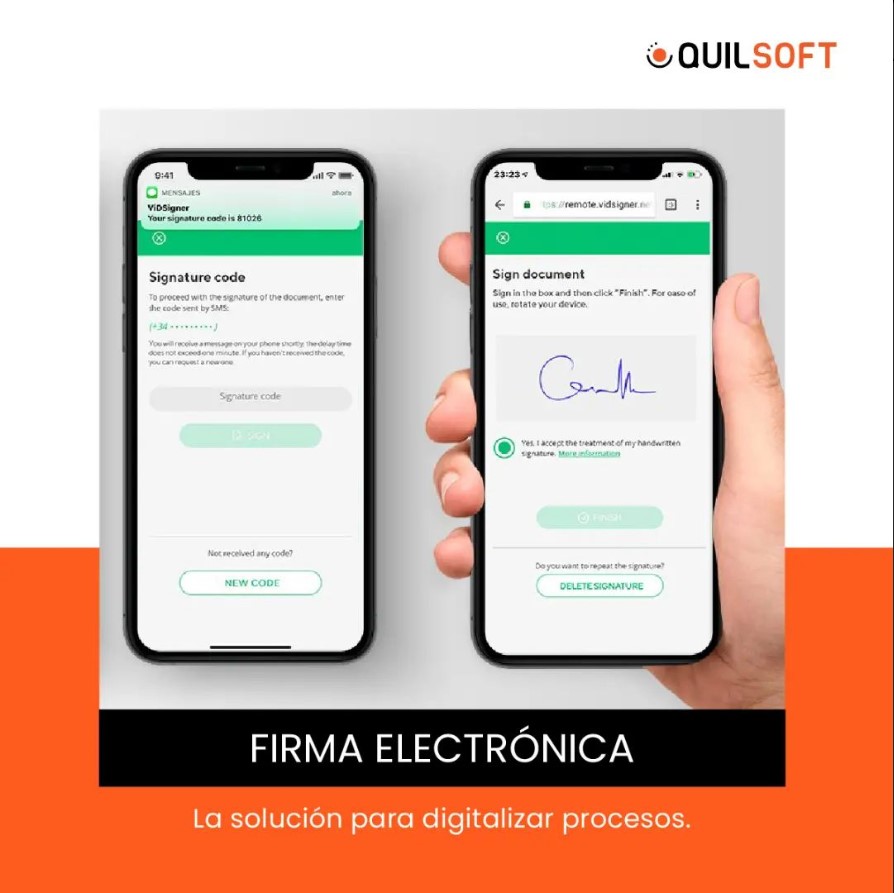 QUILSOFT
9:41
MENSAJES
ahora
ViDSigner
Your signature code is 81026
Signature code
To proceed with the signature of the document, enter
the code sent by SMS:
(+34 •••••••••)
You will receive a message on your phone shortly, the delay time
does not exceed one minute. If you haven't received the code,
you can request a new one.
Signature code
SIGN
Not received any code?
NEW CODE
23:23
remote.vidsigner.ne
Sign document
Sign in the box and then click "Finish". For ease of
use, rotate your device.
Yes, I accept the treatment of my handwritten
signature. More information
FINISH
Do you want to repeat the signature?
DELETE SIGNATURE
FIRMA ELECTRÓNICA
La solución para digitalizar procesos.